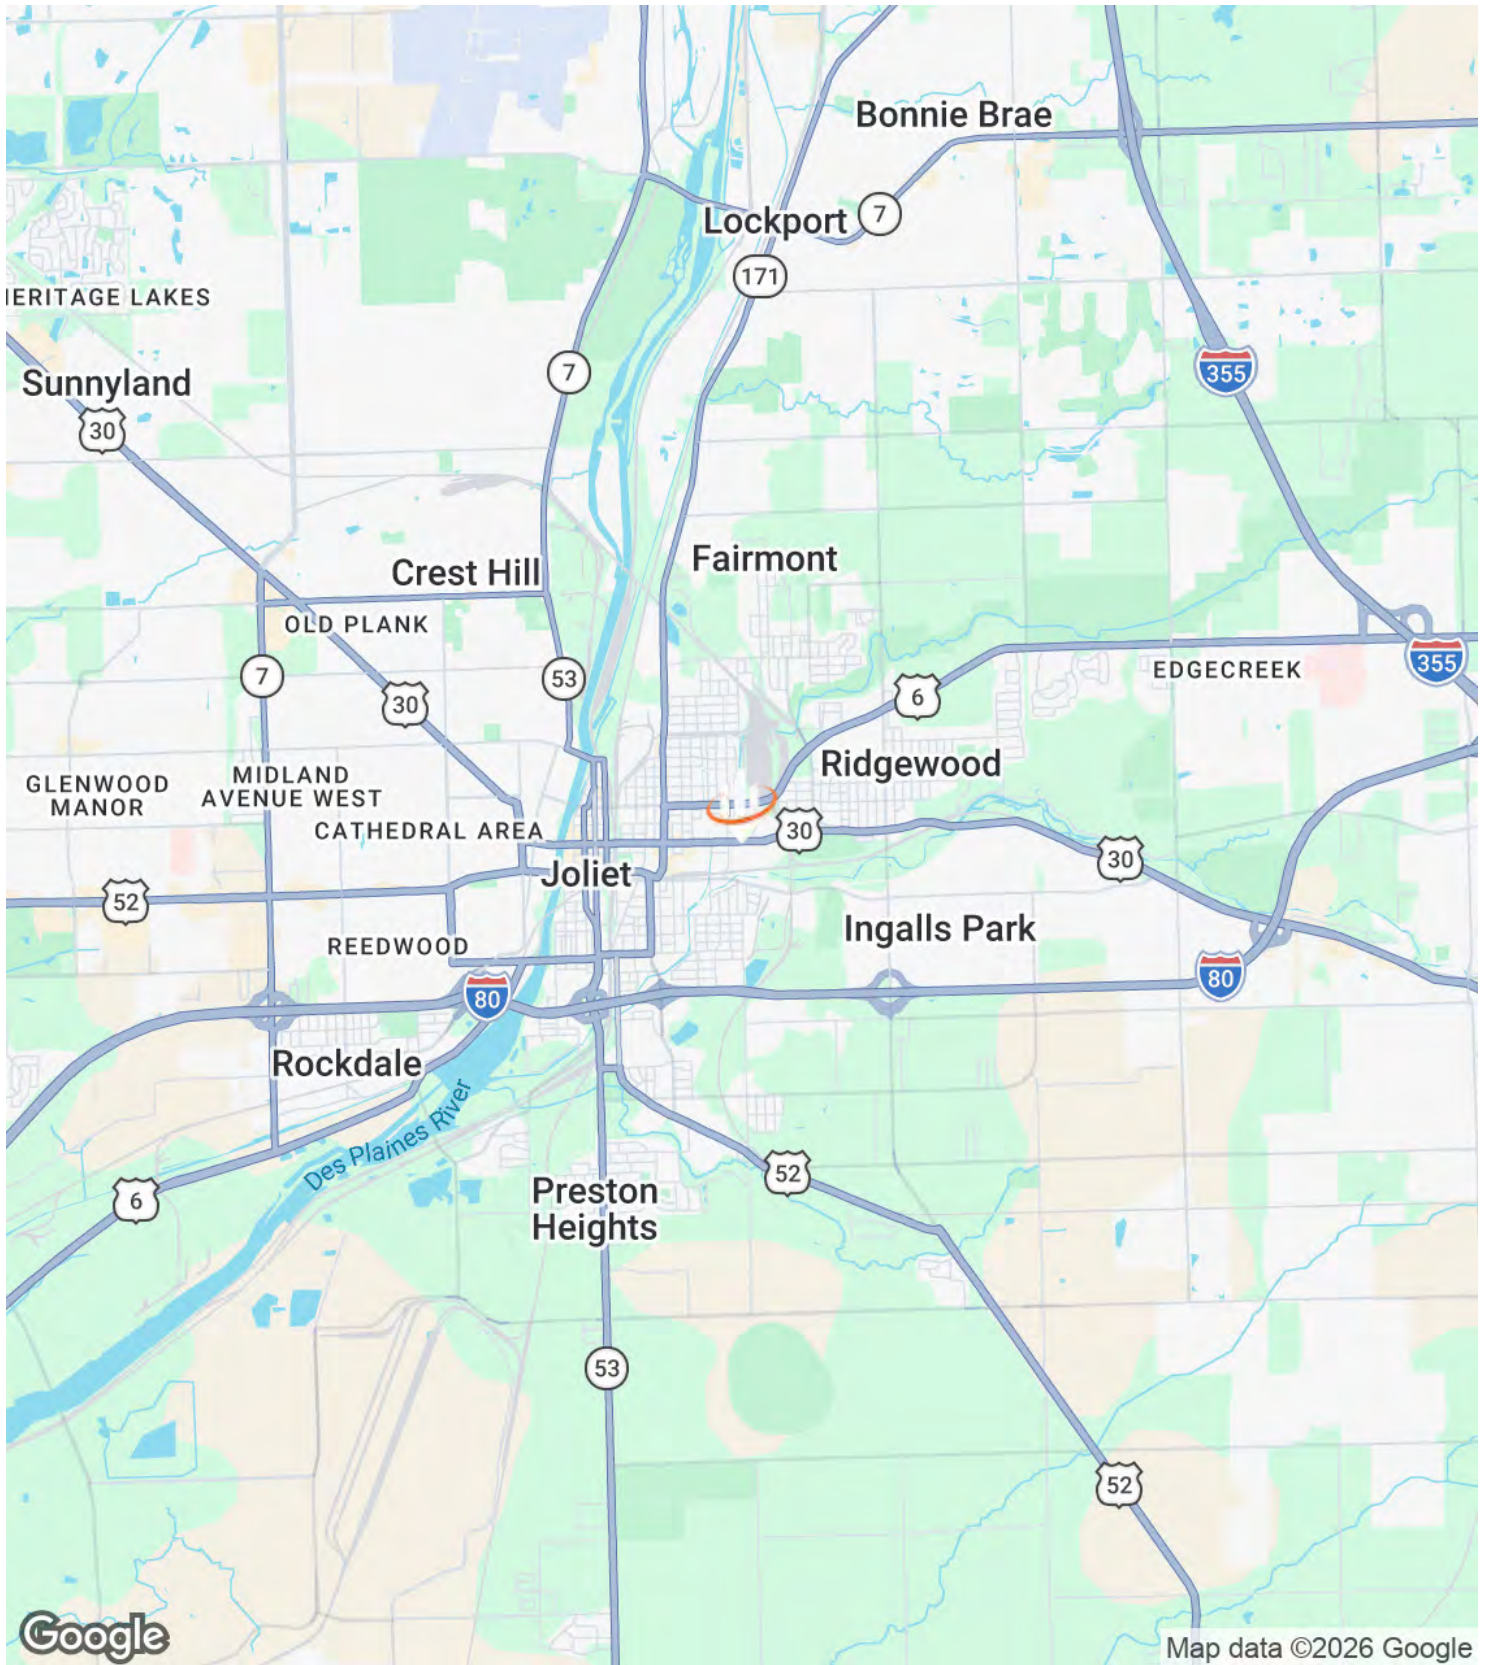 Bonnie Brae
Lockport
7
171
HERITAGE LAKES
355
7
Sunnyland
30
Fairmont
Crest Hill
OLD PLANK
355
EDGECREEK
7
53
30
6
Ridgewood
GLENWOOD
MANOR
MIDLAND
AVENUE WEST
CATHEDRAL AREA
30
30
Joliet
52
Ingalls Park
REEDWOOD
80
80
Rockdale
Des Plaines River
52
6
Preston
Heights
53
52
Google
Map data ©2026 Google